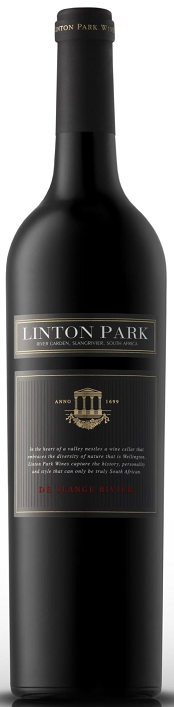 LINTON PARK
LINTON PARK
RIVER GARDEN, SLANGRIVIER, SOUTH AFRICA
ANNO 1699
In the heart of a valley nestles a wine cellar that
embraces the diversity of nature that is Wellington.
Linton Park Wines capture the history, personality
and style that can only be truly South African.
SLANGE RIVIER